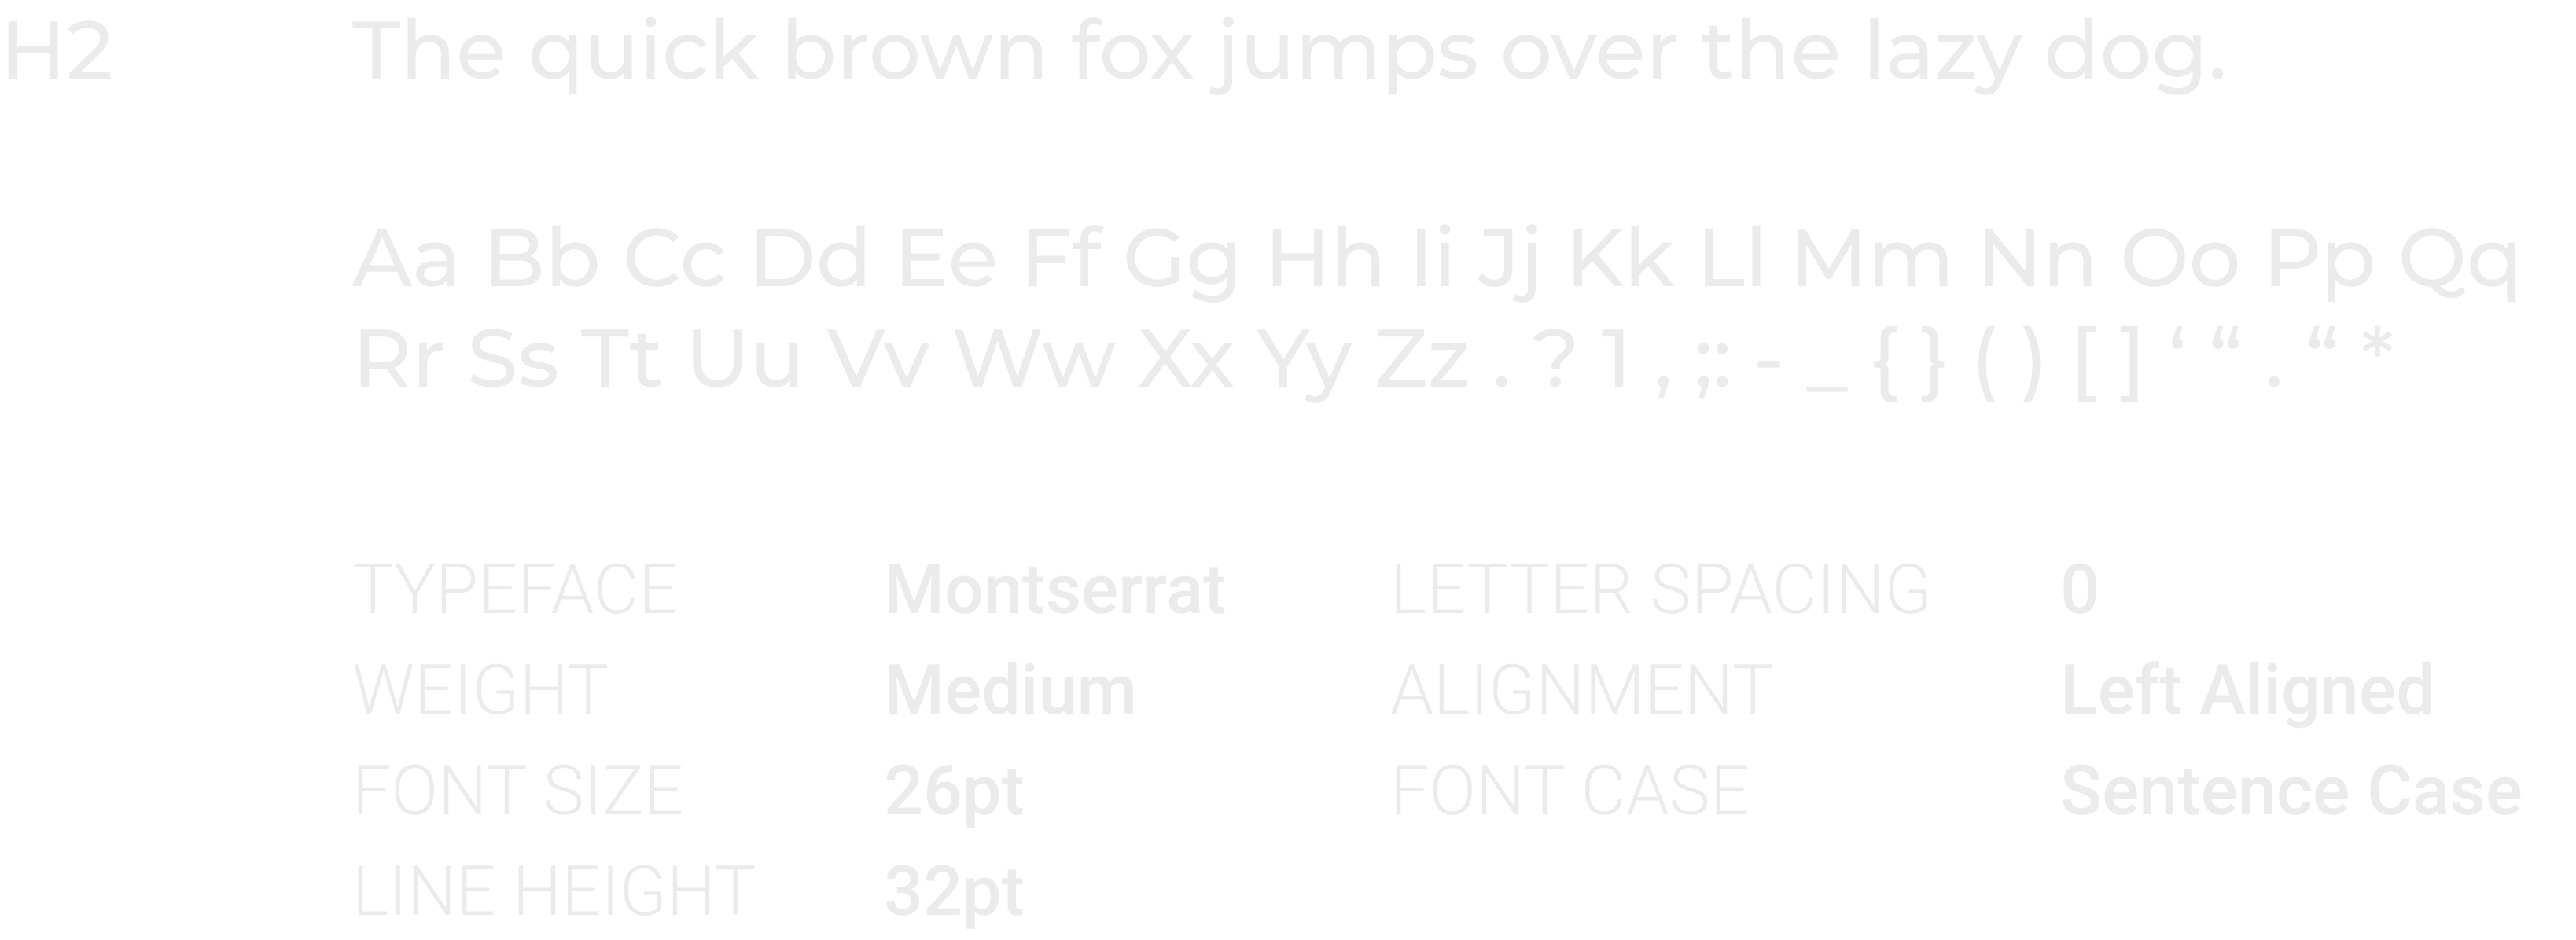 H2 The quick brown fox jumps over the lazy dog.
Aa Bb Cc Dd Ee Ff Gg Hh Ii Jj Kk Ll Mm Nn Oo Pp Qq
Rr Ss Tt Uu Vv Ww Xx Yy Zz . ? 1 , ;: - _ { } ( ) [ ] ‘ “ . “ *
TYPEFACE Montserrat LETTER SPACING 0
WEIGHT Medium ALIGNMENT Left Aligned
FONT SIZE 26pt FONT CASE Sentence Case
LINE HEIGHT 32pt